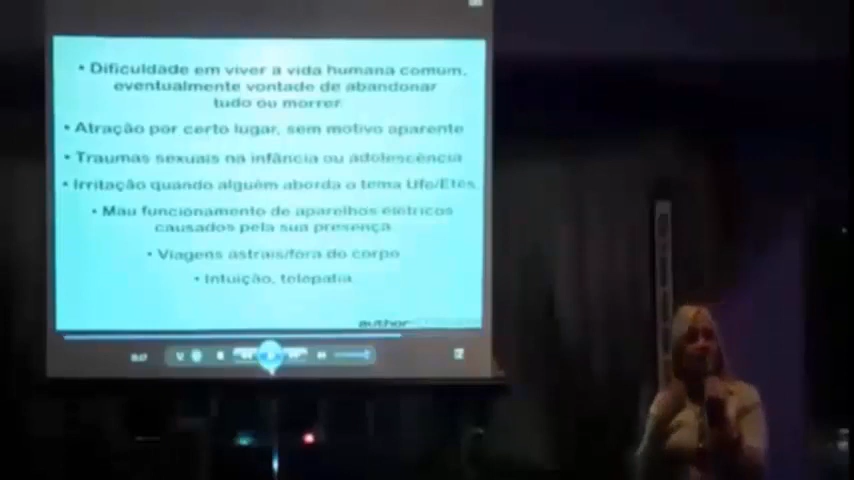 • Dificuldade em viver a vida humana comum,
eventualmente vontade de abandonar
tudo ou morrer
• Atração por certo lugar, sem motivo aparente
• Traumas sexuais na infância ou adolescência
• Irritação quando alguém aborda o tema Ufo/Etes,
• Mau funcionamento de aparelhos elétricos
causados pela sua presença
• Viagens astrais/fora do corpo
• Intuição, telepatia
author